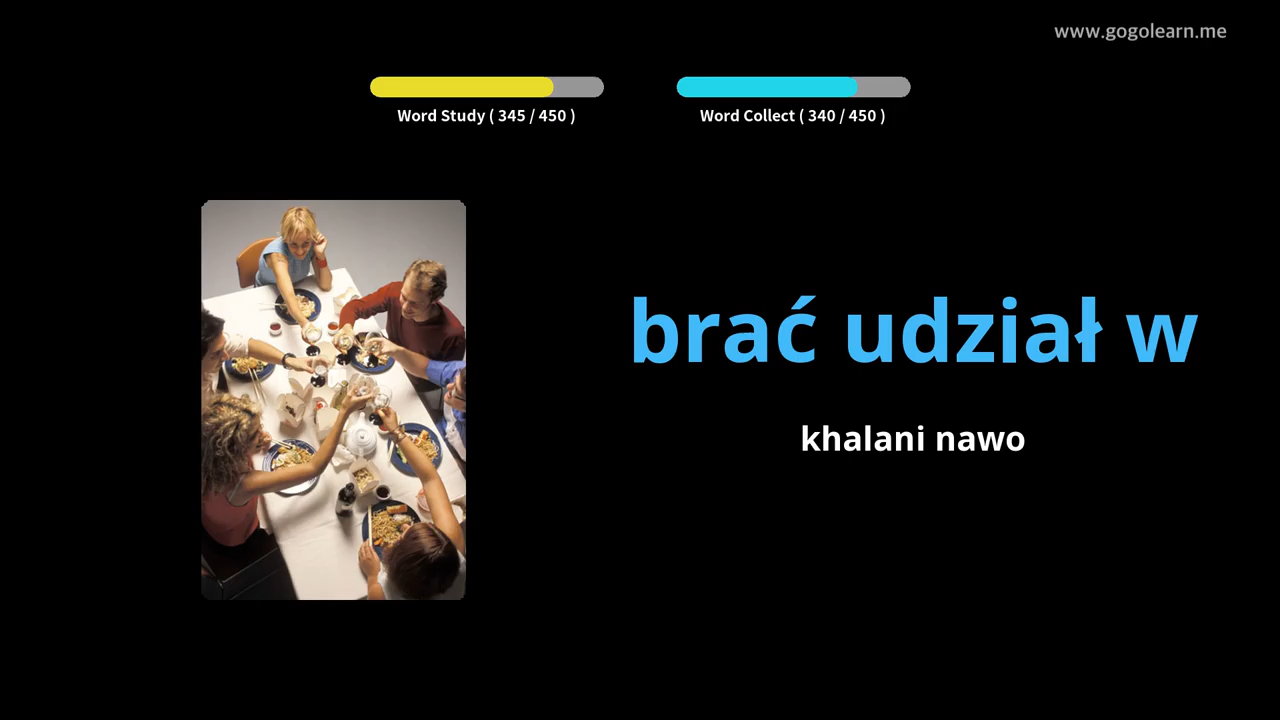 www.gogolearn.me
Word Study ( 345 / 450 )
Word Collect ( 340 / 450 )
brać udział w
khalani nawo